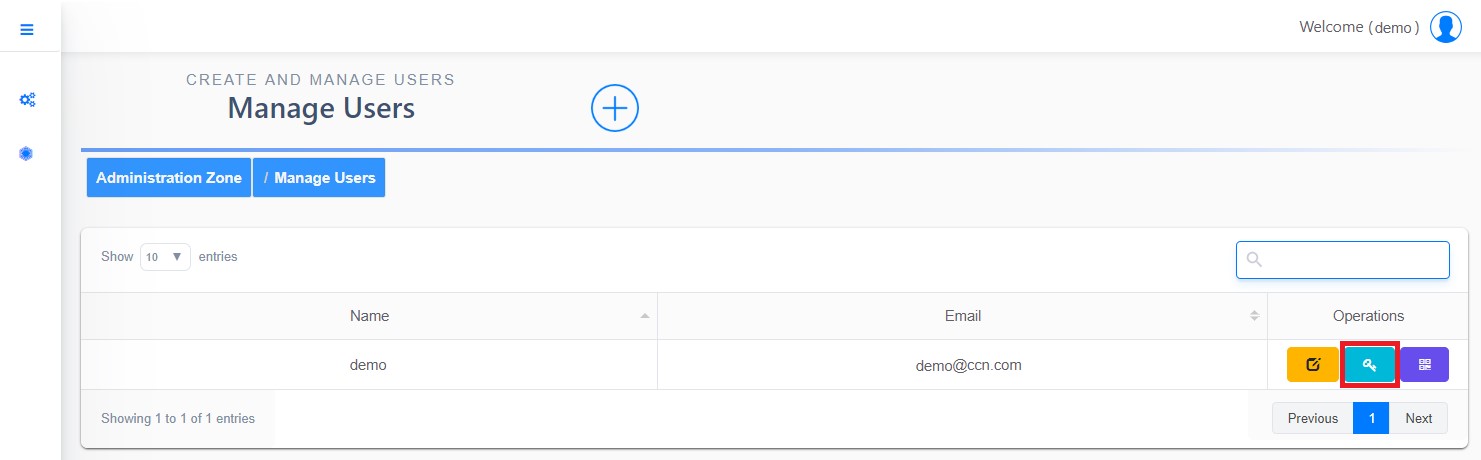 Welcome (demo)
CREATE AND MANAGE USERS
Manage Users
Administration Zone / Manage Users
Show 10 entries
Name Email Operations
demo demo@ccn.com
Showing 1 to 1 of 1 entries Previous 1 Next